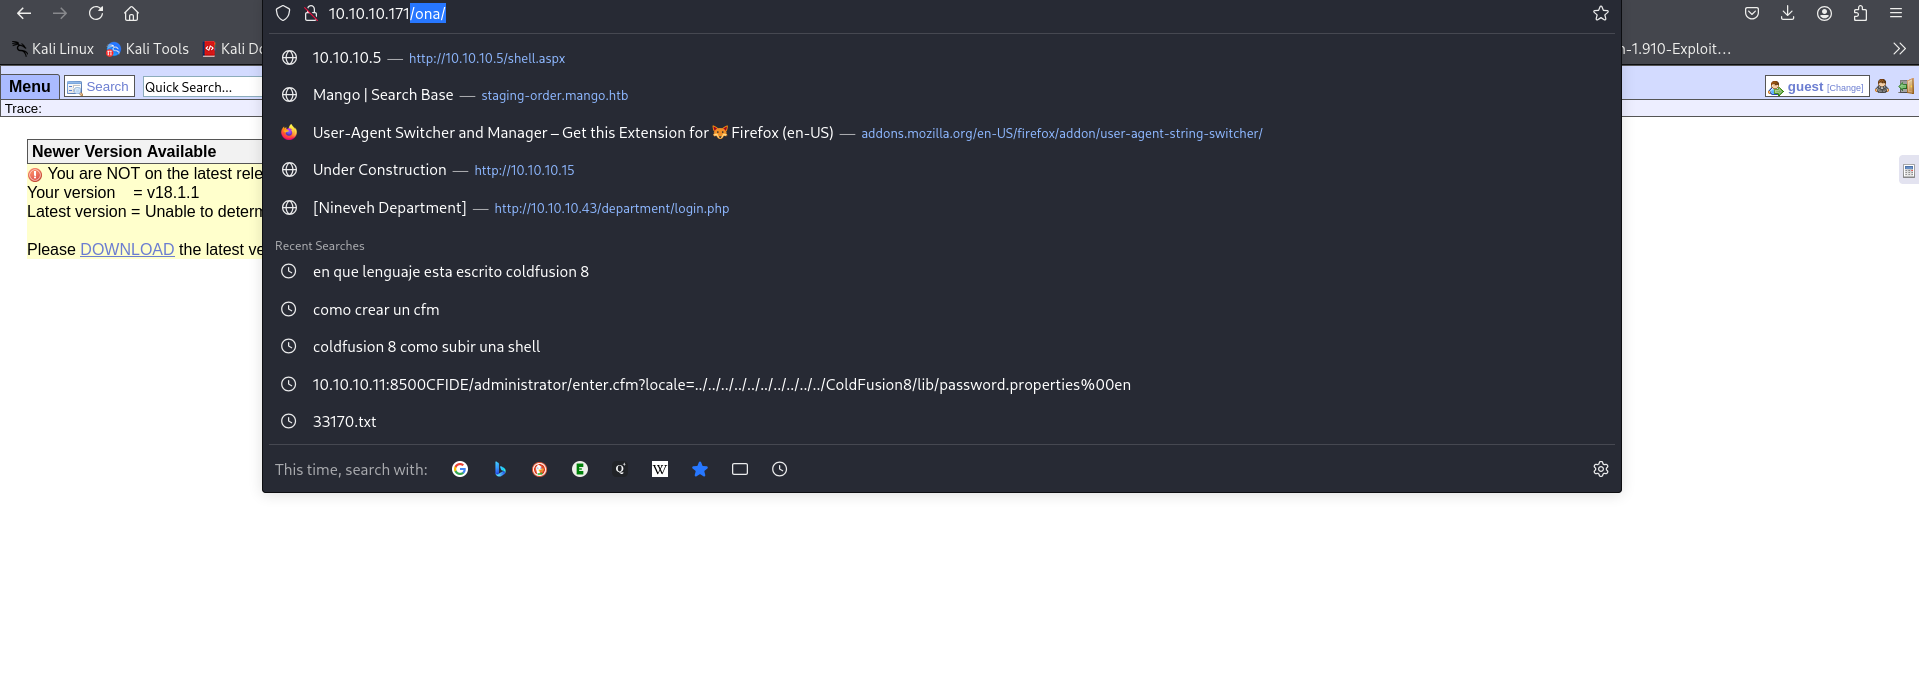 10.10.10.171/ona/
Kali Linux Kali Tools Kali Do
n-1.910-Exploit…
10.10.10.5 — http://10.10.10.5/shell.aspx
Menu Search Quick Search... guest [Change]
Mango | Search Base — staging-order.mango.htb
Trace:
User-Agent Switcher and Manager – Get this Extension for 🦊 Firefox (en-US) — addons.mozilla.org/en-US/firefox/addon/user-agent-string-switcher/
Newer Version Available
Under Construction — http://10.10.10.15
You are NOT on the latest rele
Your version = v18.1.1
[Nineveh Department] — http://10.10.10.43/department/login.php
Latest version = Unable to determ
Please DOWNLOAD the latest ve
Recent Searches
en que lenguaje esta escrito coldfusion 8
como crear un cfm
coldfusion 8 como subir una shell
10.10.10.11:8500CFIDE/administrator/enter.cfm?locale=../../../../../../../../../../ColdFusion8/lib/password.properties%00en
33170.txt
This time, search with: